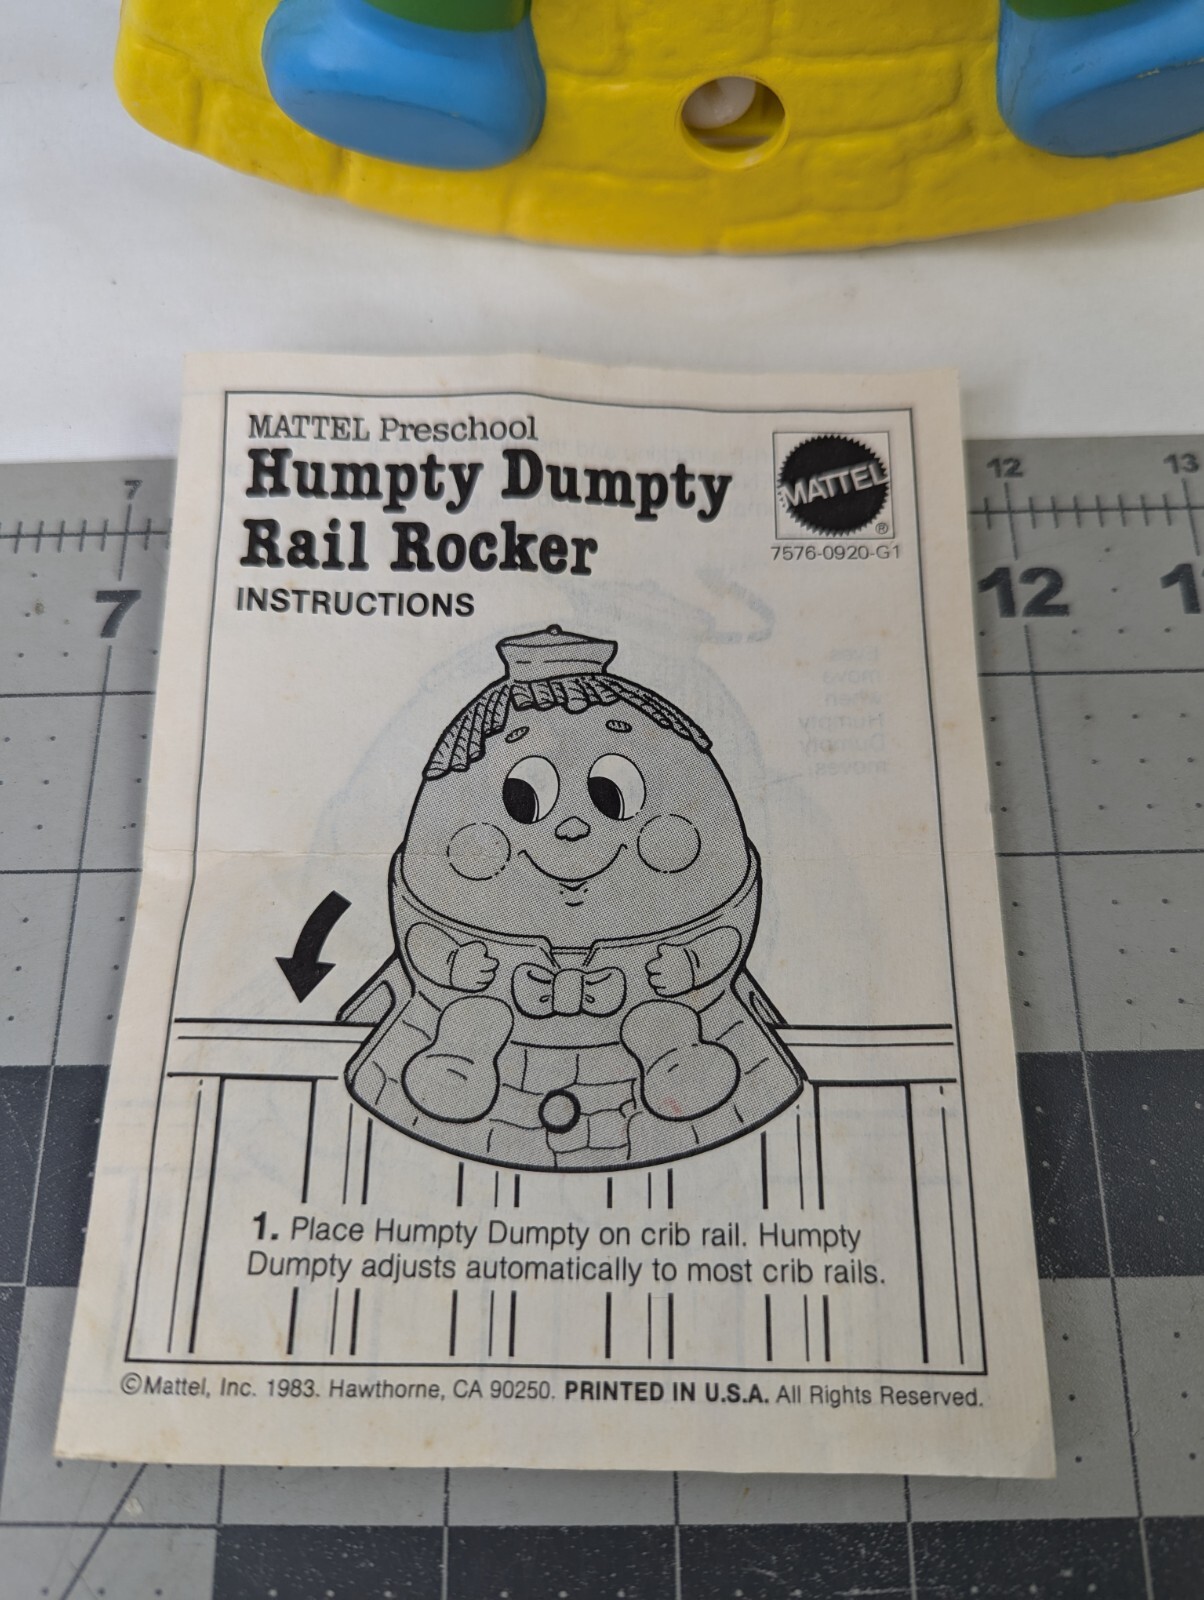 MATTEL Preschool
Humpty Dumpty
Rail Rocker
INSTRUCTIONS
MATTEL
®
7576-0920-G1
7
12
13
7
12
1. Place Humpty Dumpty on crib rail. Humpty
Dumpty adjusts automatically to most crib rails.
©Mattel, Inc. 1983. Hawthorne, CA 90250. PRINTED IN U.S.A. All Rights Reserved.